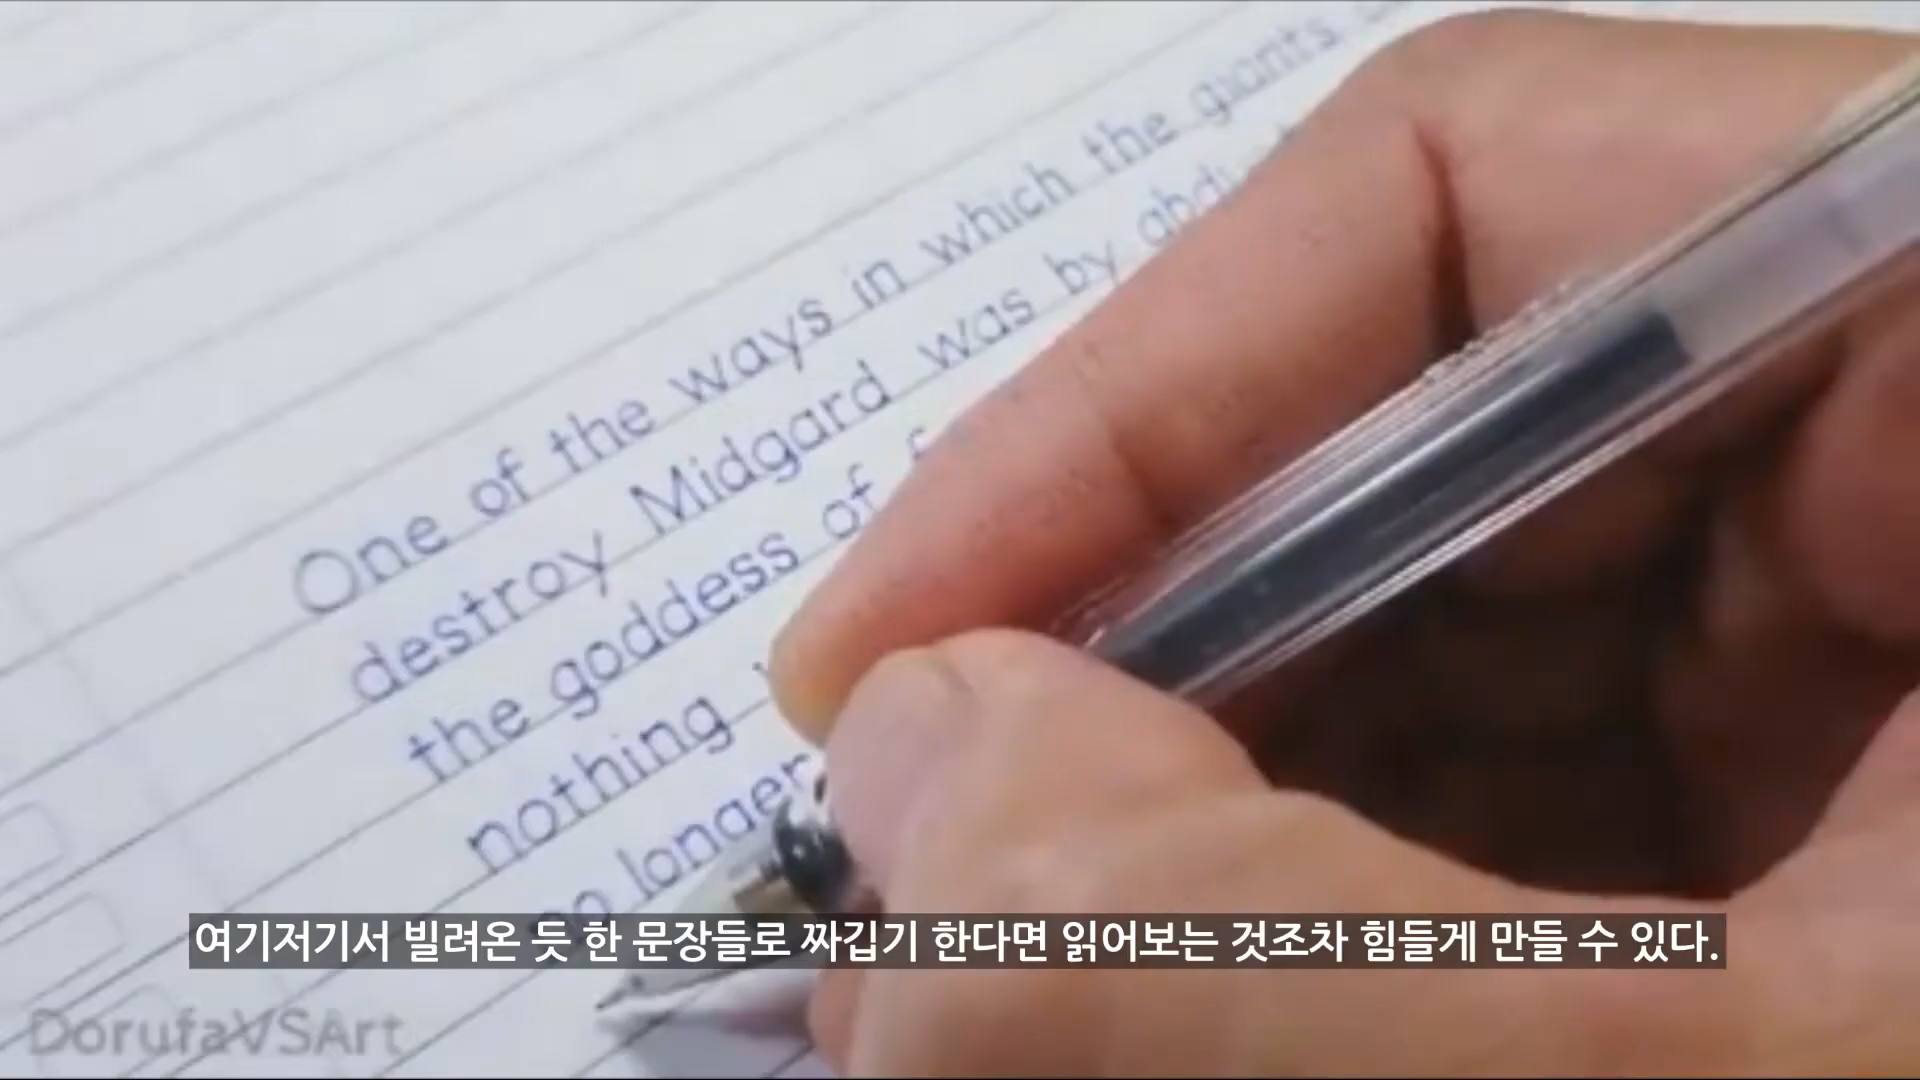 One of the ways in which the giants
destroy Midgard was by
the goddess of
nothing
so longer
여기저기서 빌려온 듯 한 문장들로 짜깁기 한다면 읽어보는 것조차 힘들게 만들 수 있다.
DorufaVSArt